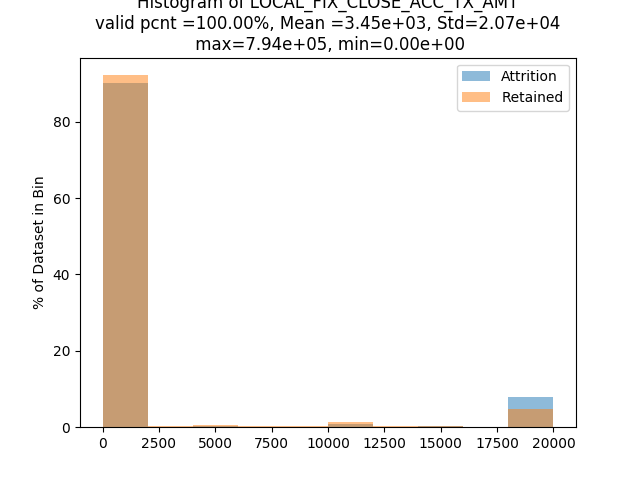 Histogram of LOCAL_FIX_CLOSE_ACC_TX_AMT
valid pcnt =100.00%, Mean =3.45e+03, Std=2.07e+04
max=7.94e+05, min=0.00e+00
Attrition
Retained
% of Dataset in Bin
80
60
40
20
0
0 2500 5000 7500 10000 12500 15000 17500 20000